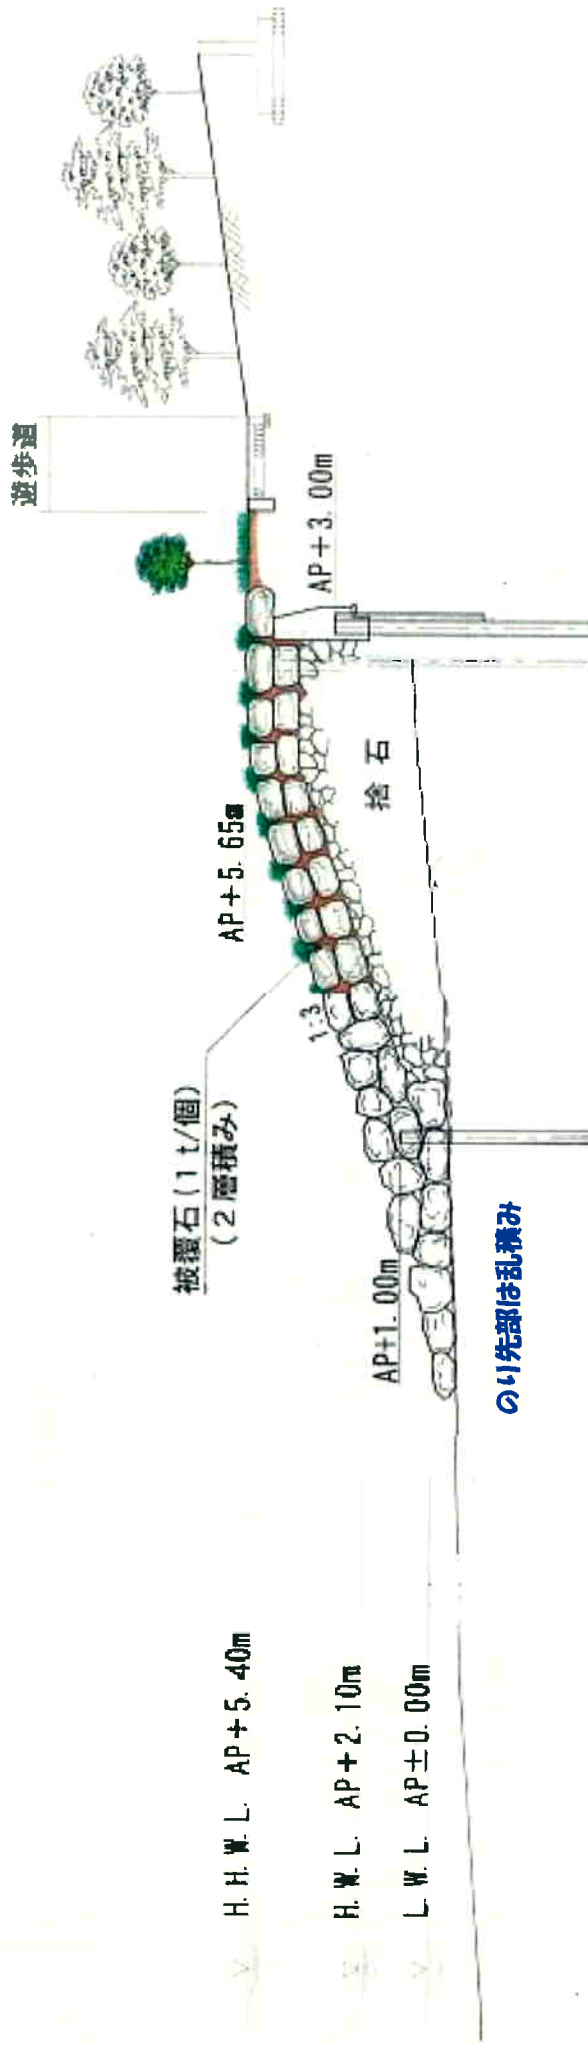 H.H.W.L. AP+5.40m
H.W.L. AP+2.10m
L.W.L. AP±0.00m
被覆石(1t/個)
(2層積み)
AP+5.65m
1:3
AP+1.00m
のり先部は乱積み
捨石
AP+3.00m
遊歩道